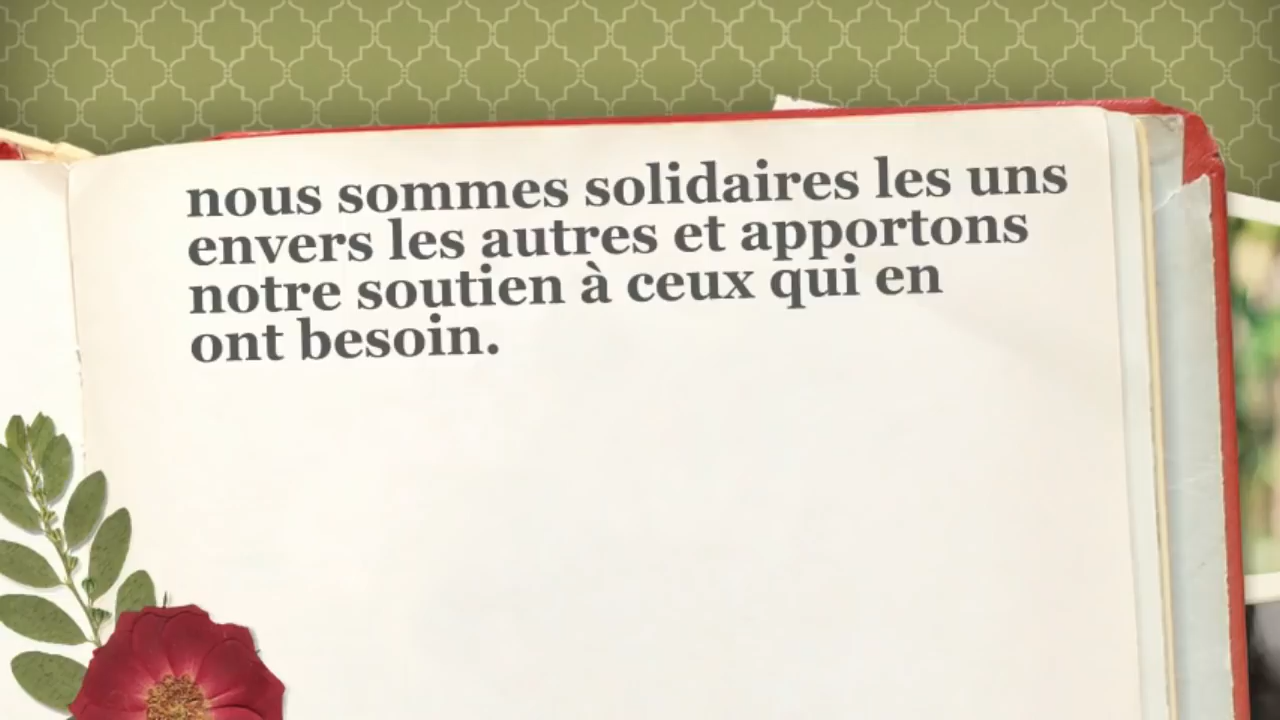 nous sommes solidaires les uns
envers les autres et apportons
notre soutien à ceux qui en
ont besoin.